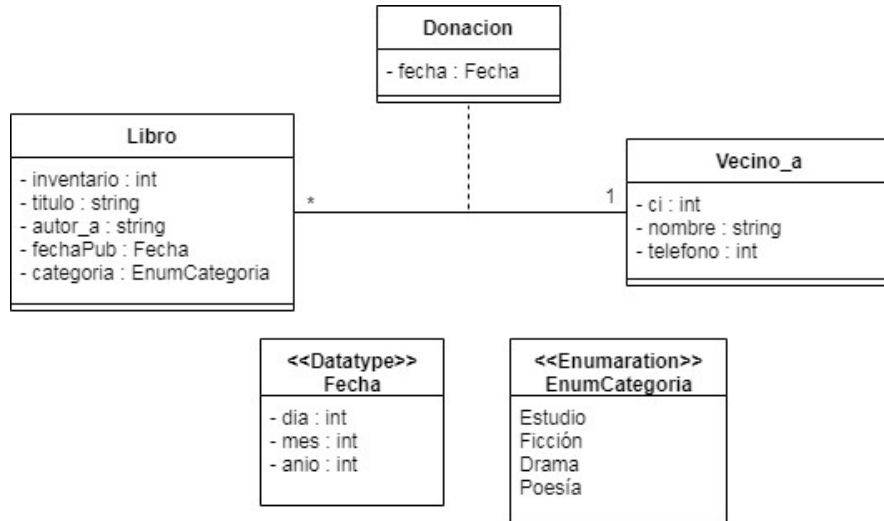 Donacion
- fecha : Fecha
Libro
- inventario : int
- titulo : string
- autor_a : string
- fechaPub : Fecha
- categoria : EnumCategoria
*
1
Vecino_a
- ci : int
- nombre : string
- telefono : int
<<Datatype>>
Fecha
- dia : int
- mes : int
- anio : int
<<Enumaration>>
EnumCategoria
Estudio
Ficción
Drama
Poesía